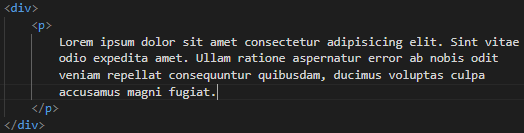 <div>
<p>
Lorem ipsum dolor sit amet consectetur adipisicing elit. Sint vitae
odio expedita amet. Ullam ratione aspernatur error ab nobis odit
veniam repellat consequuntur quibusdam, ducimus voluptas culpa
accusamus magni fugiat.
</p>
</div>